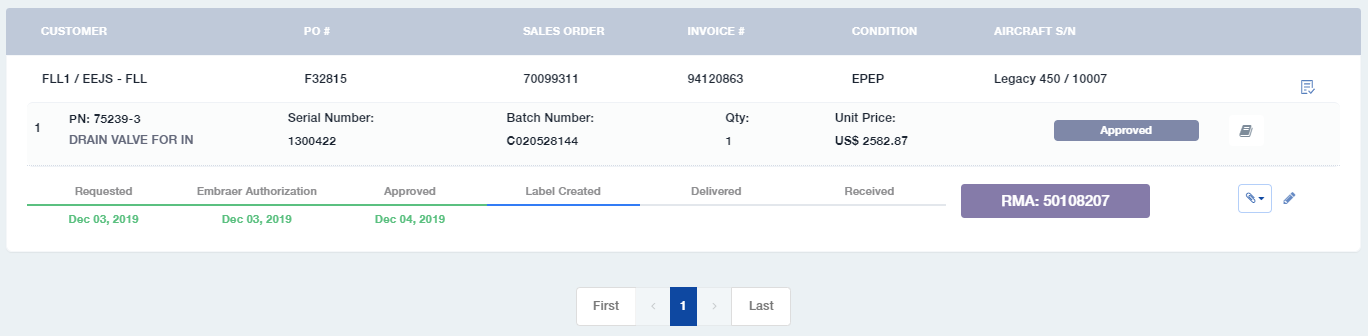 CUSTOMER PO # SALES ORDER INVOICE # CONDITION AIRCRAFT S/N
FLL1 / EEJS - FLL F32815 70099311 94120863 EPEP Legacy 450 / 10007
1 PN: 75239-3 Serial Number: Batch Number: Qty: Unit Price: Approved
DRAIN VALVE FOR IN 1300422 C020528144 1 US$ 2582.87
Requested Embraer Authorization Approved Label Created Delivered Received RMA: 50108207
Dec 03, 2019 Dec 03, 2019 Dec 04, 2019
First < 1 > Last